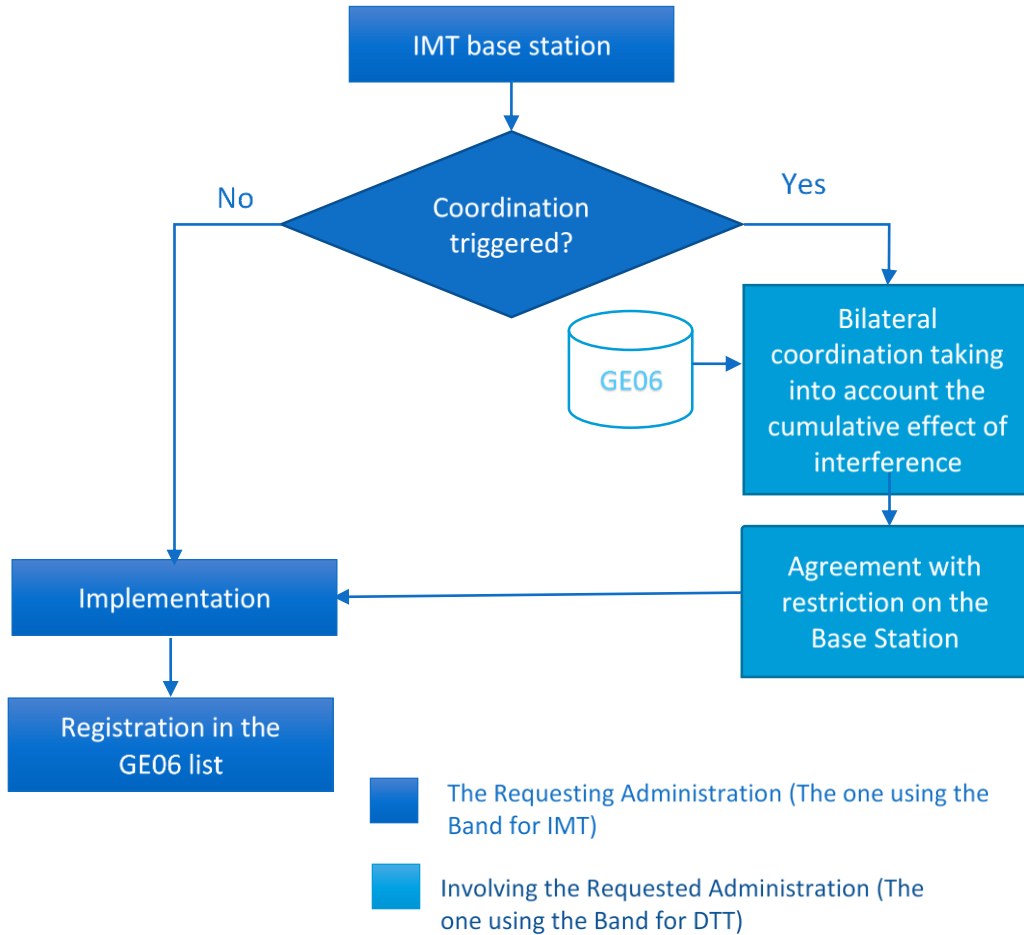 IMT base station
No
Yes
Coordination
triggered?
Bilateral
coordination taking
into account the
cumulative effect of
interference
GE06
Agreement with
restriction on the
Base Station
Implementation
Registration in the
GE06 list
The Requesting Administration (The one using the
Band for IMT)
Involving the Requested Administration (The
one using the Band for DTT)